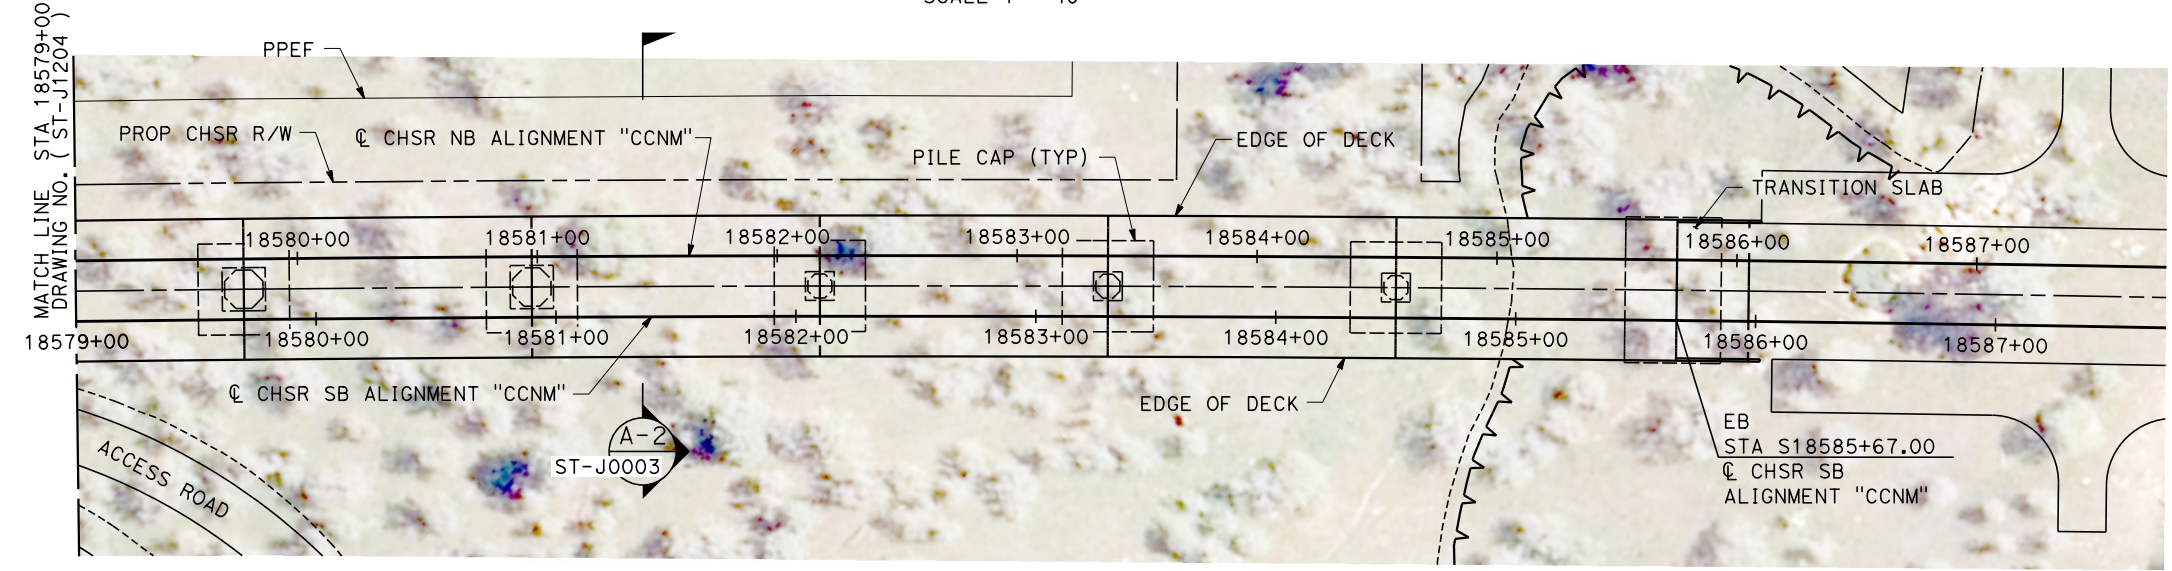 MATCH LINE STA 18579+00
DRAWING NO. ( ST-J1204 )
PPEF
PROP CHSR R/W
℄ CHSR NB ALIGNMENT "CCNM"
PILE CAP (TYP)
EDGE OF DECK
TRANSITION SLAB
18580+00 18581+00 18582+00 18583+00 18584+00 18585+00 18586+00 18587+00
18579+00 18580+00 18581+00 18582+00 18583+00 18584+00 18585+00 18586+00 18587+00
℄ CHSR SB ALIGNMENT "CCNM"
EDGE OF DECK
A-2
ST-J0003
ACCESS ROAD
EB
STA S18585+67.00
℄ CHSR SB
ALIGNMENT "CCNM"